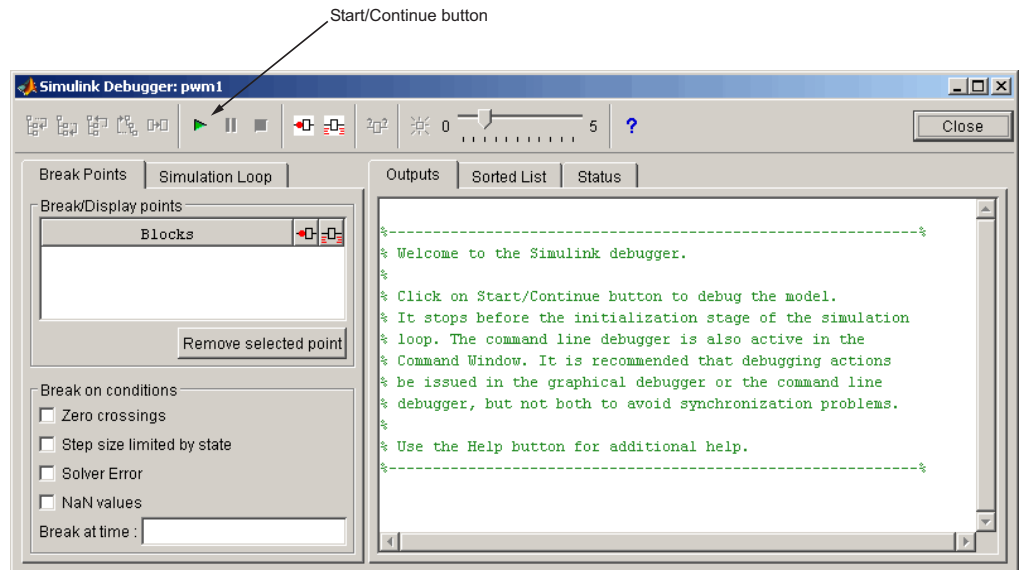 Start/Continue button
Simulink Debugger: pwm1
0 5 ? Close
Break Points Simulation Loop
Break/Display points
Blocks
Remove selected point
Break on conditions
Zero crossings
Step size limited by state
Solver Error
NaN values
Break at time :
Outputs Sorted List Status
%------------------------------------------------------------%
% Welcome to the Simulink debugger.
%
% Click on Start/Continue button to debug the model.
% It stops before the initialization stage of the simulation
% loop. The command line debugger is also active in the
% Command Window. It is recommended that debugging actions
% be issued in the graphical debugger or the command line
% debugger, but not both to avoid synchronization problems.
%
% Use the Help button for additional help.
%------------------------------------------------------------%